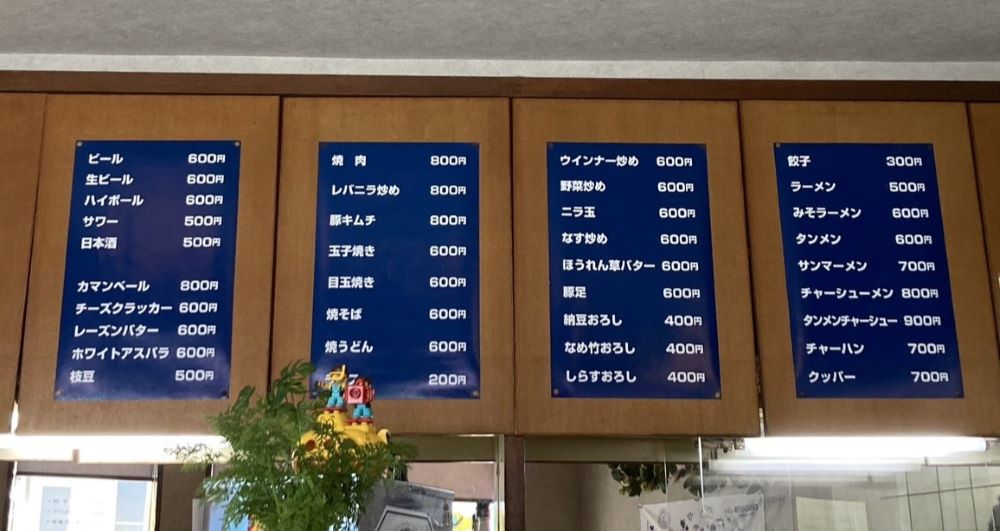 ビール 600円
生ビール 600円
ハイボール 600円
サワー 500円
日本酒 500円
カマンベール 800円
チーズクラッカー 600円
レーズンバター 600円
ホワイトアスパラ 600円
枝豆 500円
焼 肉 800円
レバニラ炒め 800円
豚キムチ 800円
玉子焼き 600円
目玉焼き 600円
焼そば 600円
焼うどん 600円
200円
ウインナー炒め 600円
野菜炒め 600円
ニラ玉 600円
なす炒め 600円
ほうれん草バター 600円
豚足 600円
納豆おろし 400円
なめ竹おろし 400円
しらすおろし 400円
餃子 300円
ラーメン 500円
みそラーメン 600円
タンメン 600円
サンマーメン 700円
チャーシューメン 800円
タンメンチャーシュー 900円
チャーハン 700円
クッパー 700円